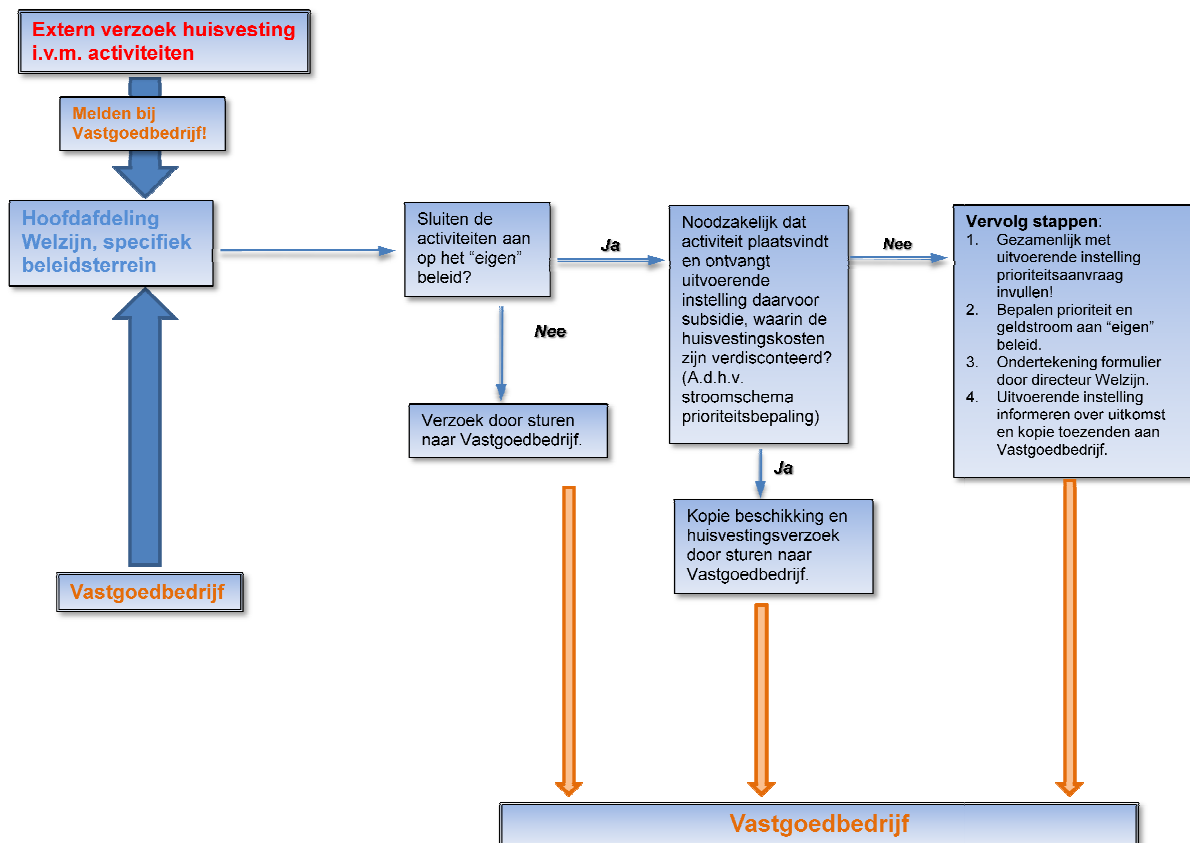 Extern verzoek huisvesting
i.v.m. activiteiten
Melden bij
Vastgoedbedrijf!
Hoofdafdeling
Welzijn, specifiek
beleidsterrein
Vastgoedbedrijf
Sluiten de
activiteiten aan
op het “eigen”
beleid?
Ja
Nee
Verzoek door sturen
naar Vastgoedbedrijf.
Noodzakelijk dat
activiteit plaatsvindt
en ontvangt
uitvoerende
instelling daarvoor
subsidie, waarin de
huisvestingskosten
zijn verdisconteerd?
(A.d.h.v.
stroomschema
prioriteitsbepaling)
Nee
Ja
Kopie beschikking en
huisvestingsverzoek
door sturen naar
Vastgoedbedrijf.
Vervolg stappen:
1. Gezamenlijk met
uitvoerende instelling
prioriteitsaanvraag
invullen!
2. Bepalen prioriteit en
geldstroom aan “eigen”
beleid.
3. Ondertekening formulier
door directeur Welzijn.
4. Uitvoerende instelling
informeren over uitkomst
en kopie toezenden aan
Vastgoedbedrijf.
Vastgoedbedrijf